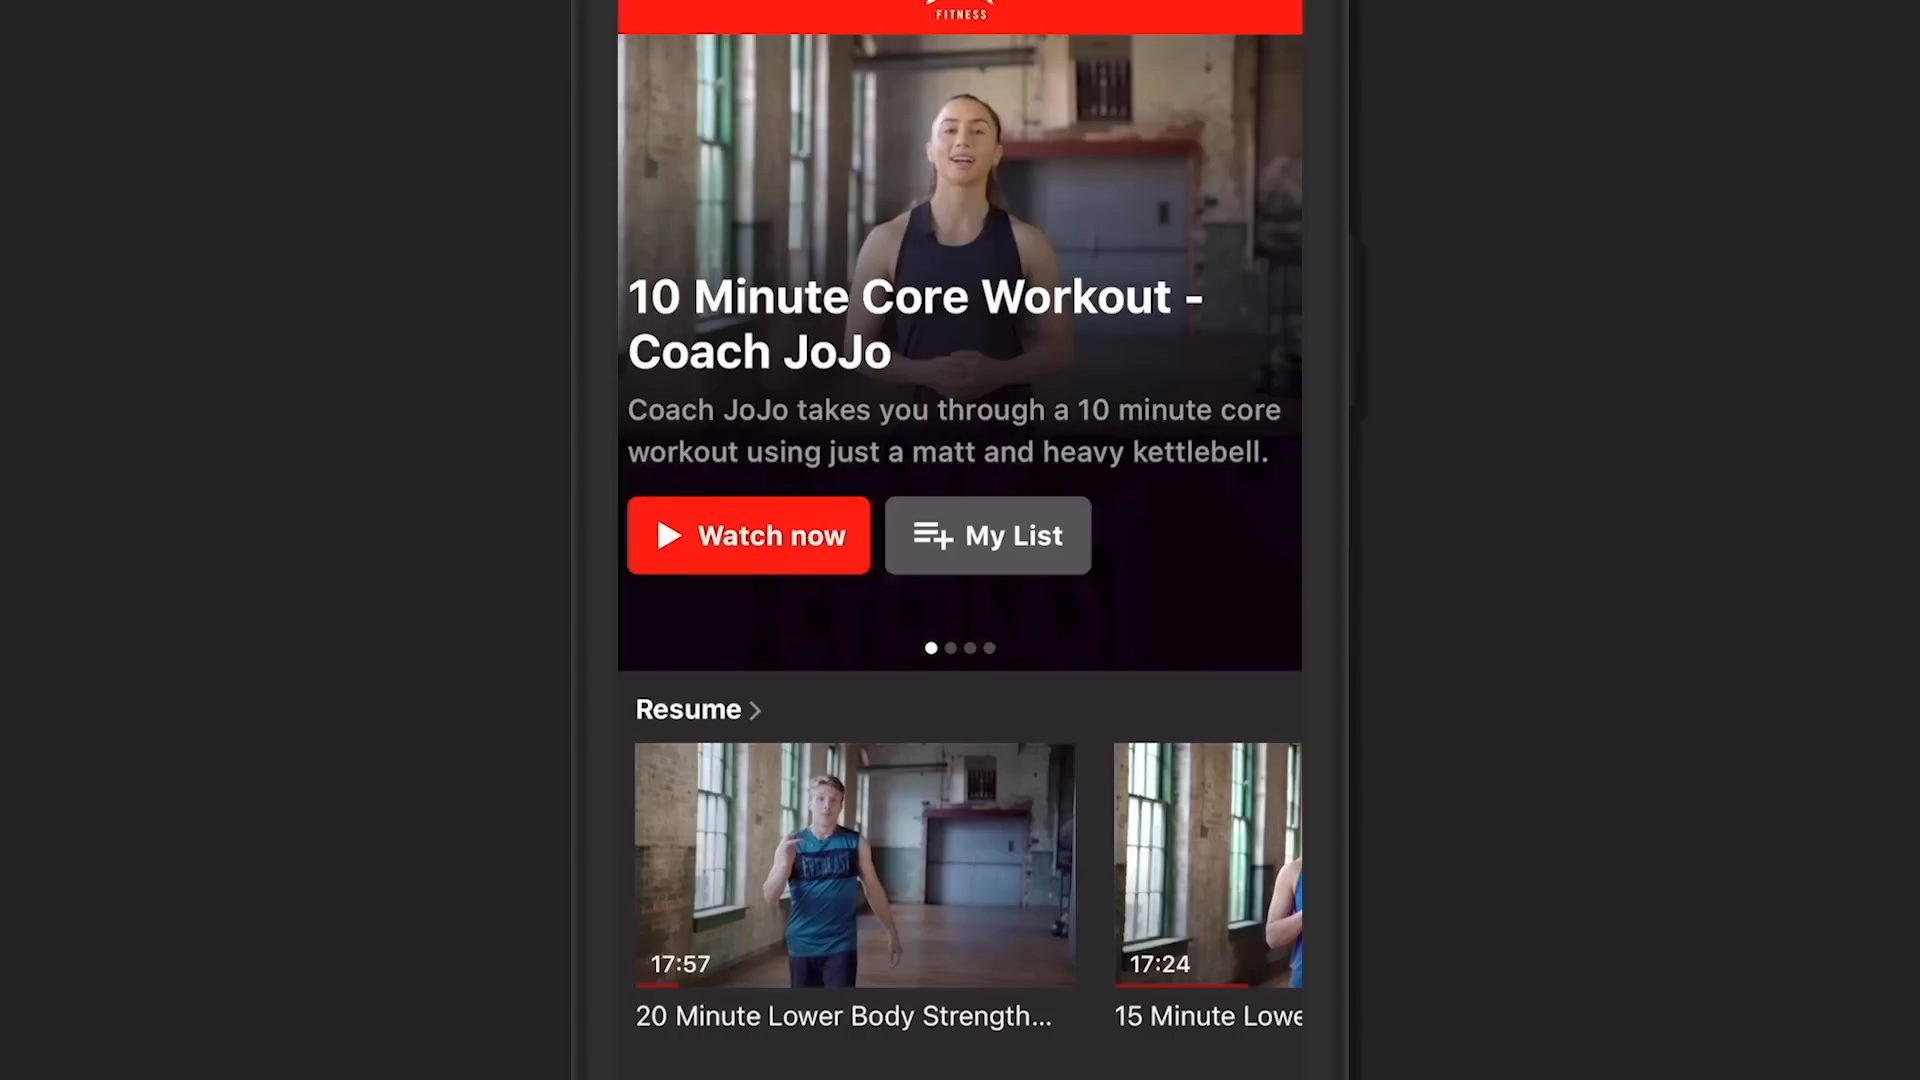 FITNESS
10 Minute Core Workout -
Coach JoJo
Coach JoJo takes you through a 10 minute core
workout using just a matt and heavy kettlebell.
Watch now
My List
Resume
EVERLAST
17:57
17:24
20 Minute Lower Body Strength...
15 Minute Lowe